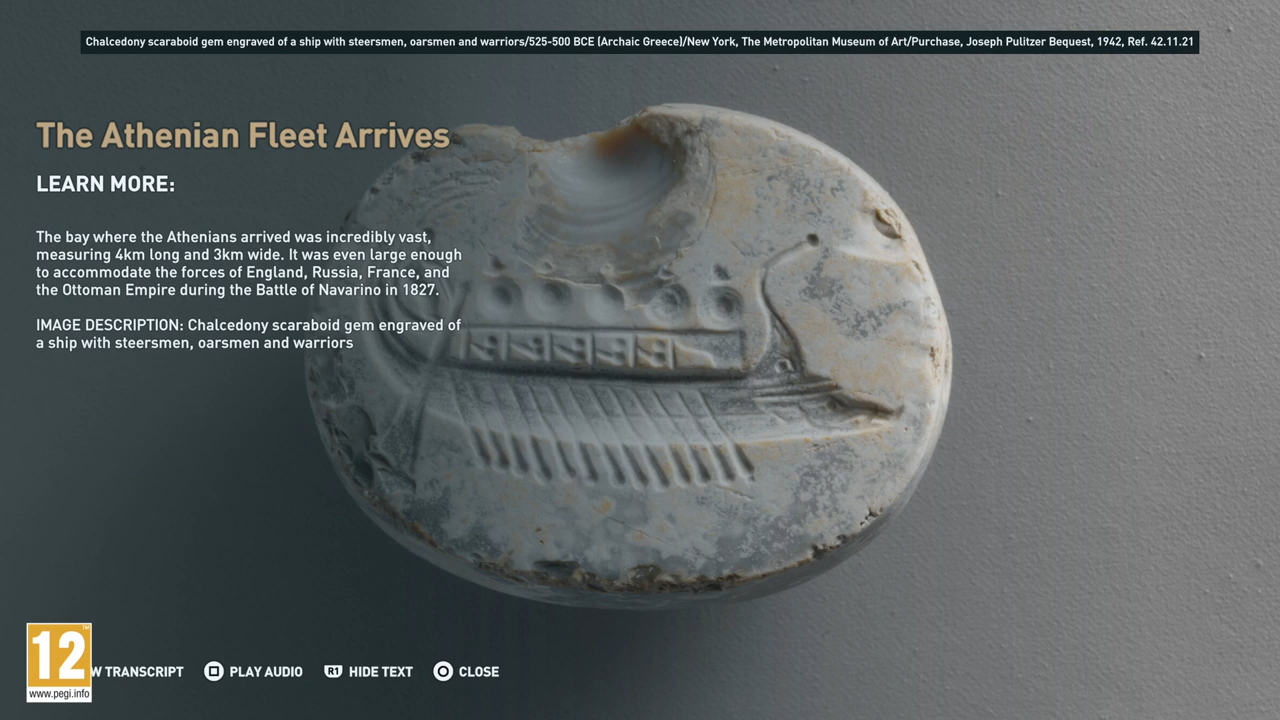 Chalcedony scaraboid gem engraved of a ship with steersmen, oarsmen and warriors/525-500 BCE (Archaic Greece)/New York, The Metropolitan Museum of Art/Purchase, Joseph Pulitzer Bequest, 1942, Ref. 42.11.21
The Athenian Fleet Arrives
LEARN MORE:
The bay where the Athenians arrived was incredibly vast,
measuring 4km long and 3km wide. It was even large enough
to accommodate the forces of England, Russia, France, and
the Ottoman Empire during the Battle of Navarino in 1827.
IMAGE DESCRIPTION: Chalcedony scaraboid gem engraved of
a ship with steersmen, oarsmen and warriors
12 ™
www.pegi.info
W TRANSCRIPT PLAY AUDIO R1 HIDE TEXT CLOSE